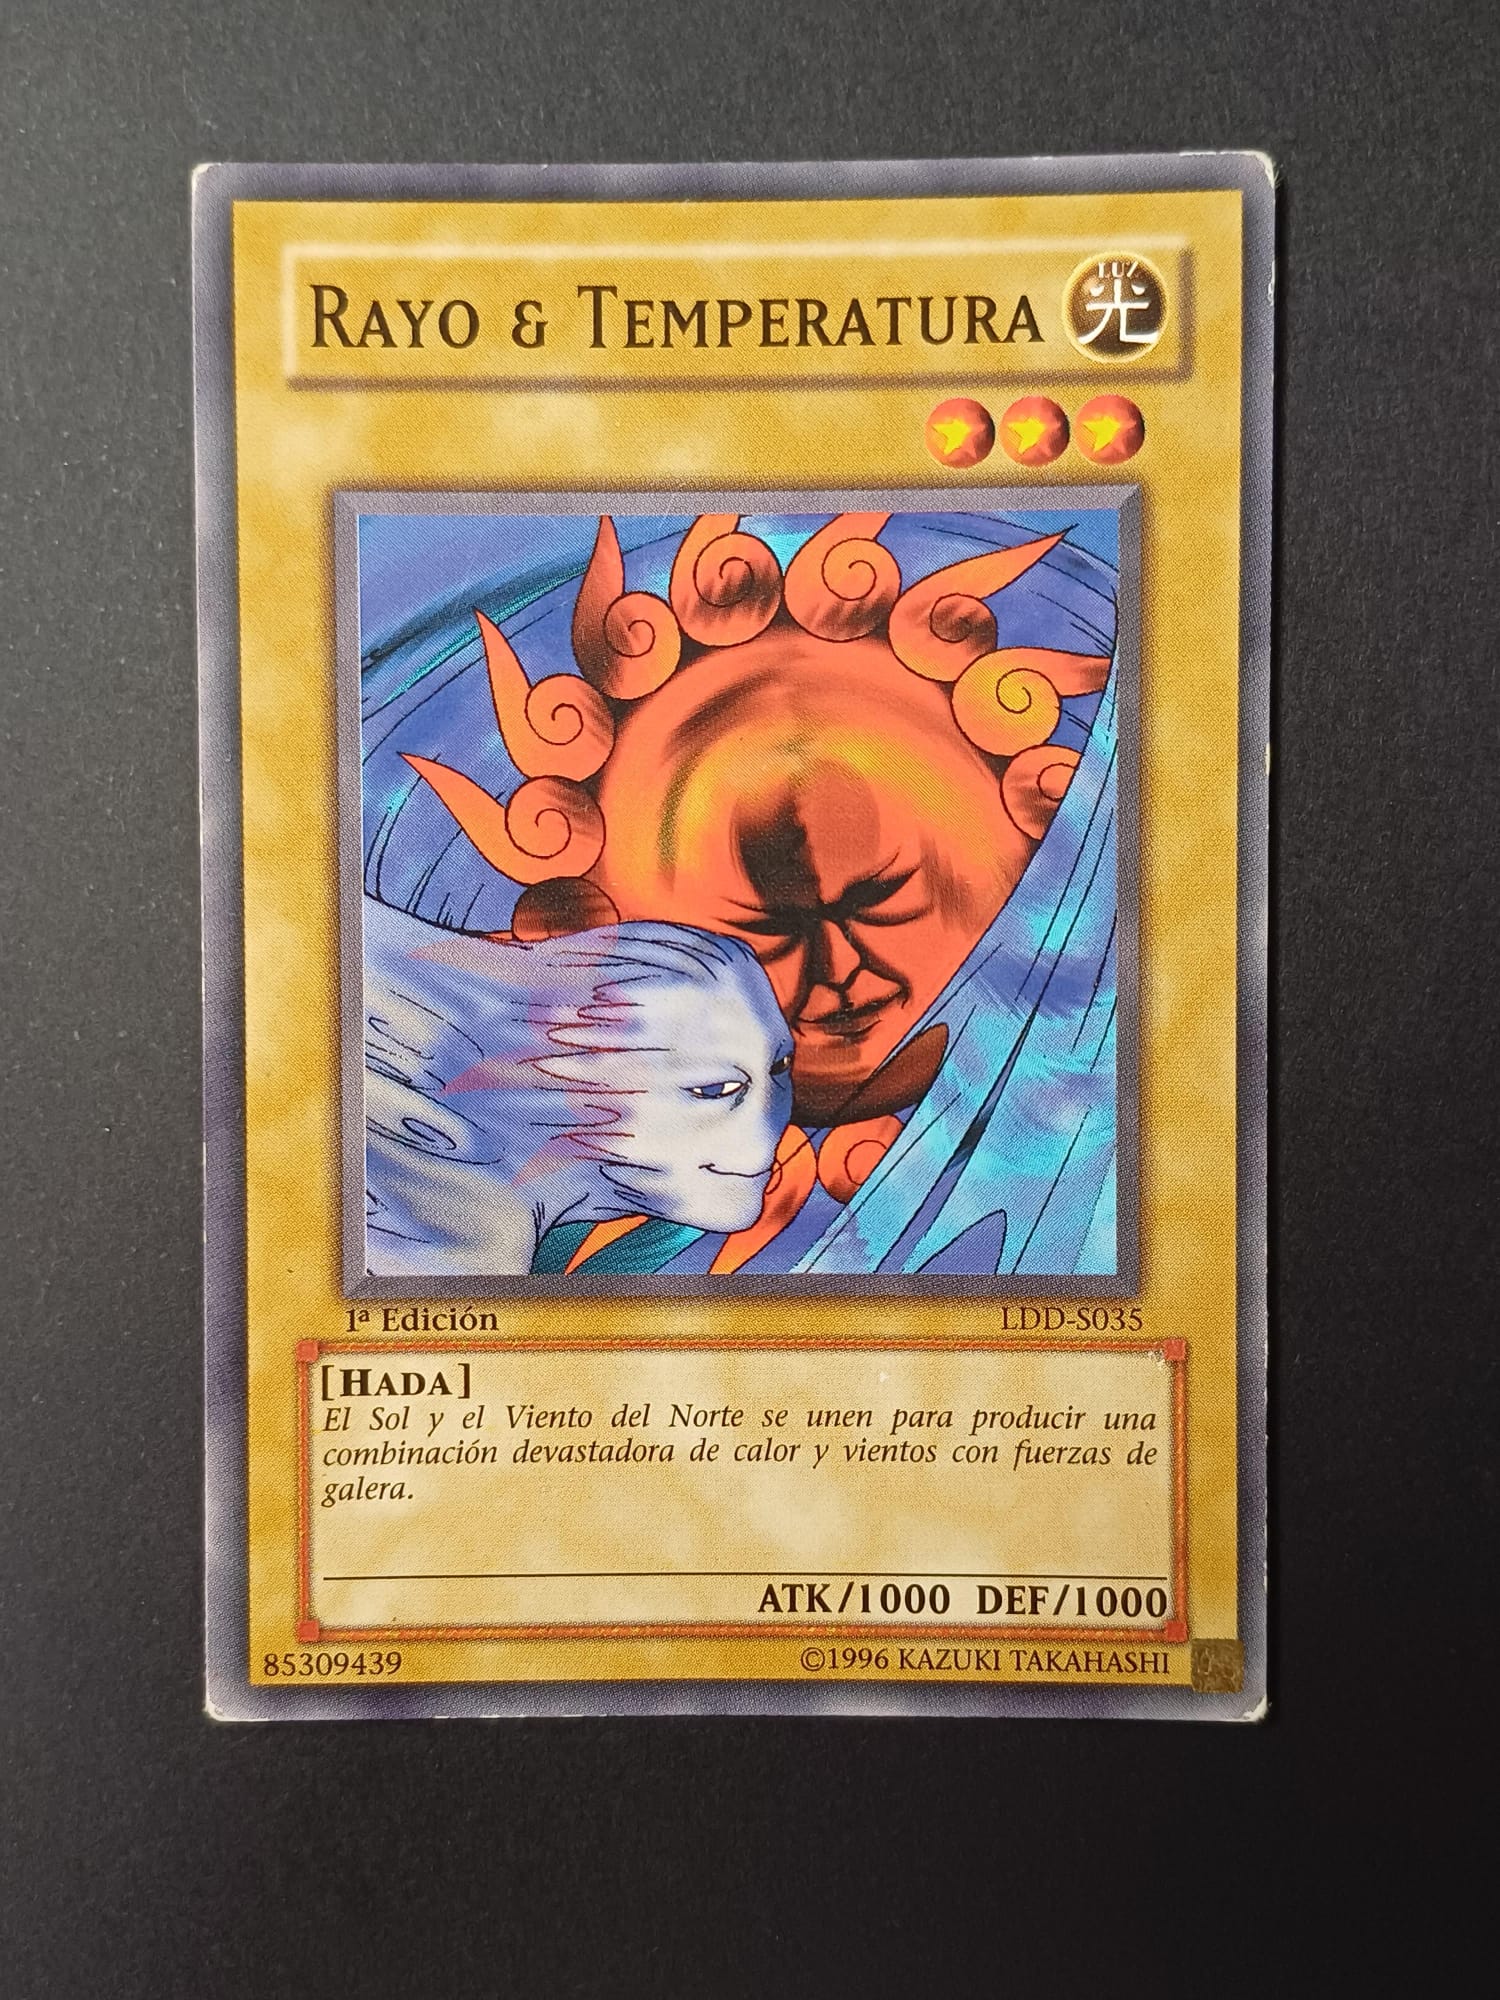 RAYO & TEMPERATURA
LUZ
光
1ª Edición
LDD-S035
[HADA]
El Sol y el Viento del Norte se unen para producir una
combinación devastadora de calor y vientos con fuerzas de
galera.
ATK/1000 DEF/1000
85309439
©1996 KAZUKI TAKAHASHI